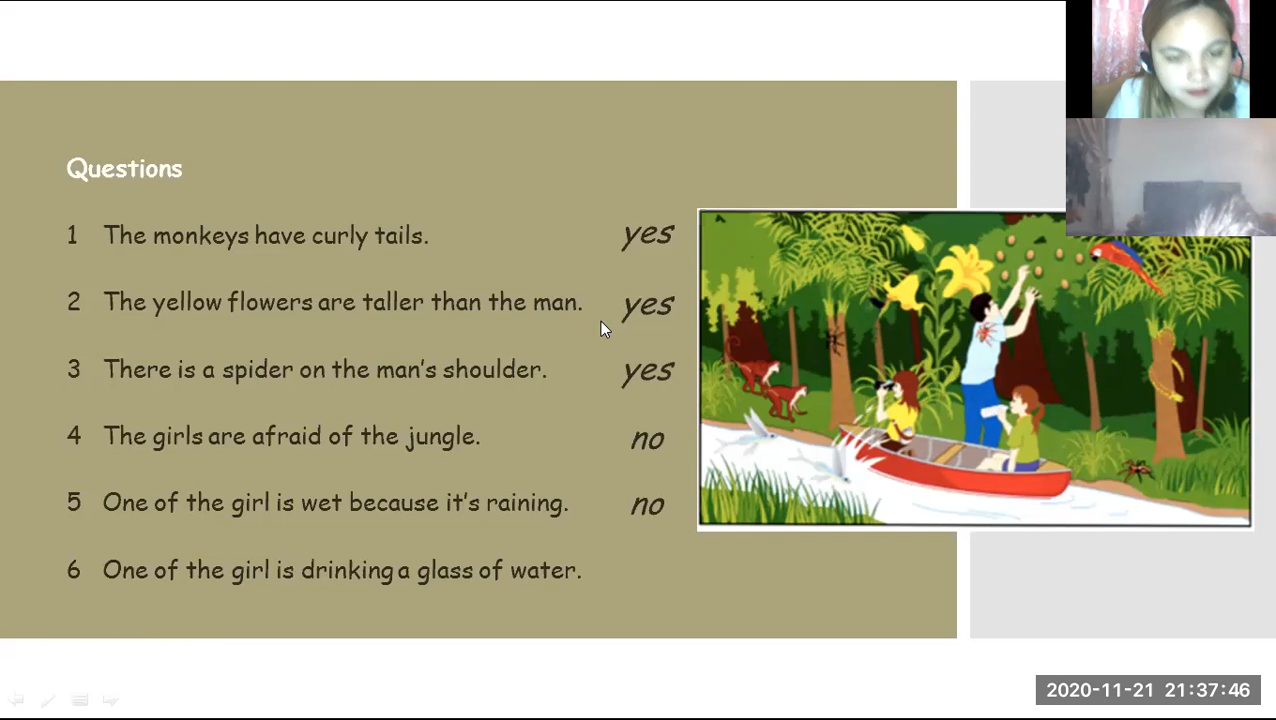 Questions
1 The monkeys have curly tails. yes
2 The yellow flowers are taller than the man. yes
3 There is a spider on the man's shoulder. yes
4 The girls are afraid of the jungle. no
5 One of the girl is wet because it's raining. no
6 One of the girl is drinking a glass of water.
2020-11-21 21:37:46